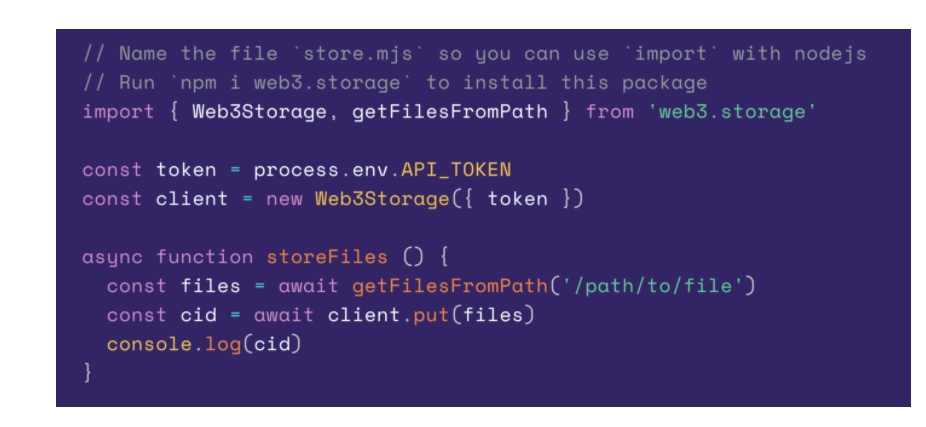 // Name the file `store.mjs` so you can use `import` with nodejs
// Run `npm i web3.storage` to install this package
import { Web3Storage, getFilesFromPath } from 'web3.storage'

const token = process.env.API_TOKEN
const client = new Web3Storage({ token })

async function storeFiles () {
  const files = await getFilesFromPath('/path/to/file')
  const cid = await client.put(files)
  console.log(cid)
}